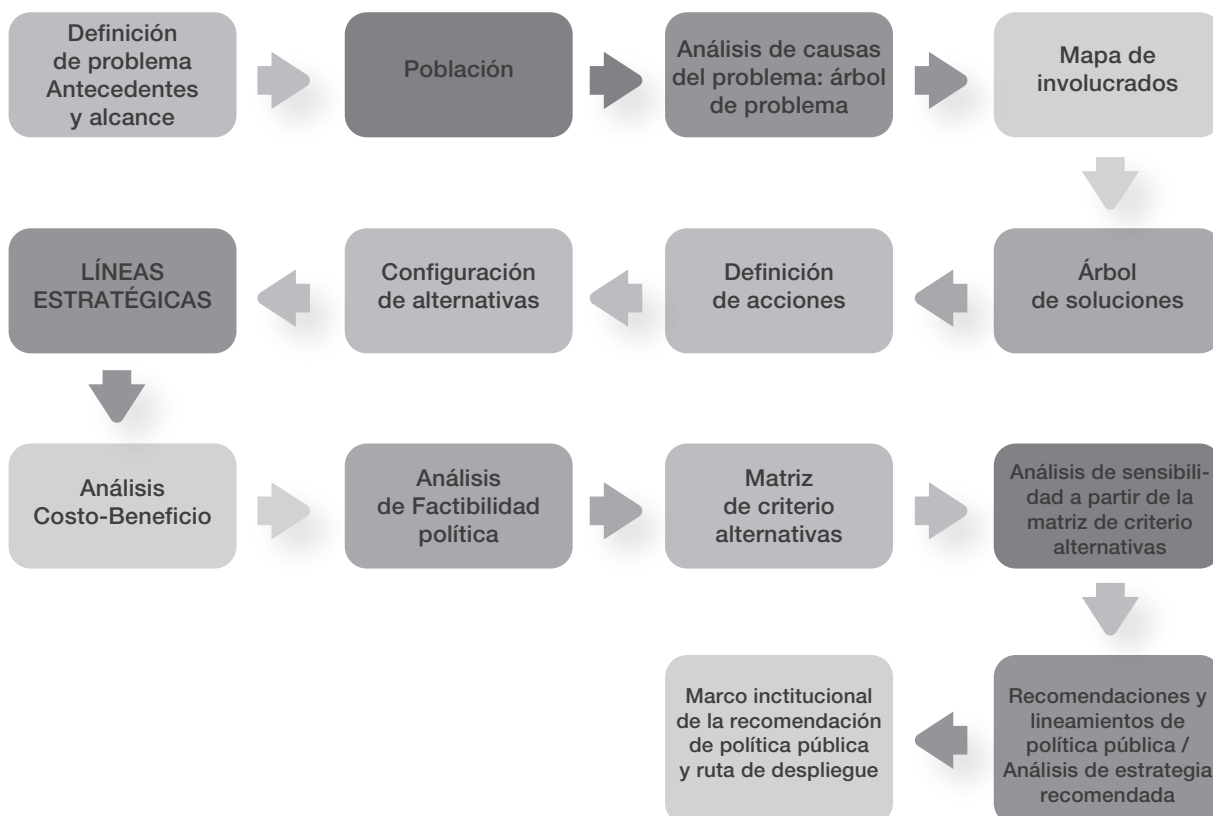 Definición
de problema
Antecedentes
y alcance
Población
Análisis de causas
del problema: árbol
de problema
Mapa de
involucrados
Árbol
de soluciones
Definición
de acciones
Configuración
de alternativas
LÍNEAS
ESTRATÉGICAS
Análisis
Costo-Beneficio
Análisis
de Factibilidad
política
Matriz
de criterio
alternativas
Análisis de sensibili-
dad a partir de la
matriz de criterio
alternativas
Recomendaciones y
lineamientos de
política pública /
Análisis de estrategia
recomendada
Marco inctitucional
de la recomendación
de política pública
y ruta de despliegue